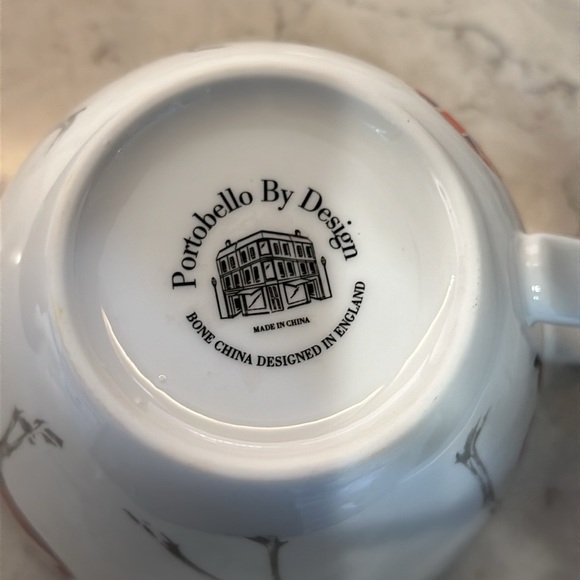 Portobello By Design
MADE IN CHINA
BONE CHINA DESIGNED IN ENGLAND